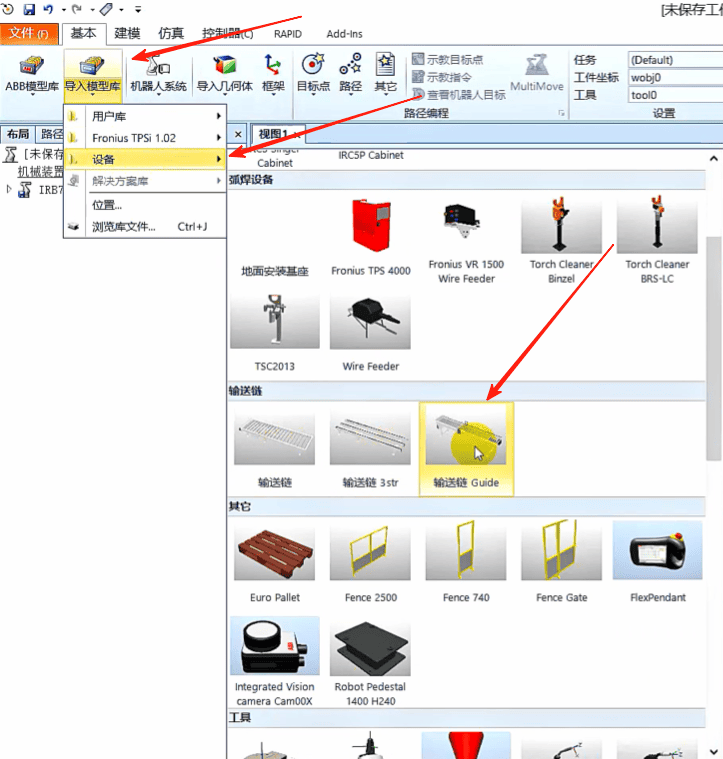 [未保存工作
文件(F) 基本 建模 仿真 控制器(C) RAPID Add-Ins
ABB模型库 导入模型库 机器人系统 导入几何体 框架 目标点 路径 其它
示教目标点
示教指令
查看机器人目标
MultiMove
路径编程
任务 (Default)
工件坐标 wobj0
工具 tool0
设置
布局 路径
[未保存
机械装置
IRB
用户库
Fronius TPSi 1.02
设备
解决方案库
位置...
浏览库文件... Ctrl+J
视图1
Cabinet
IRC5P Cabinet
弧焊设备
地面安装基座
Fronius TPS 4000
Fronius VR 1500
Wire Feeder
Torch Cleaner
Binzel
Torch Cleaner
BRS-LC
TSC2013
Wire Feeder
输送链
输送链
输送链 3str
输送链 Guide
其它
Euro Pallet
Fence 2500
Fence 740
Fence Gate
FlexPendant
Integrated Vision
camera Cam00X
Robot Pedestal
1400 H240
工具